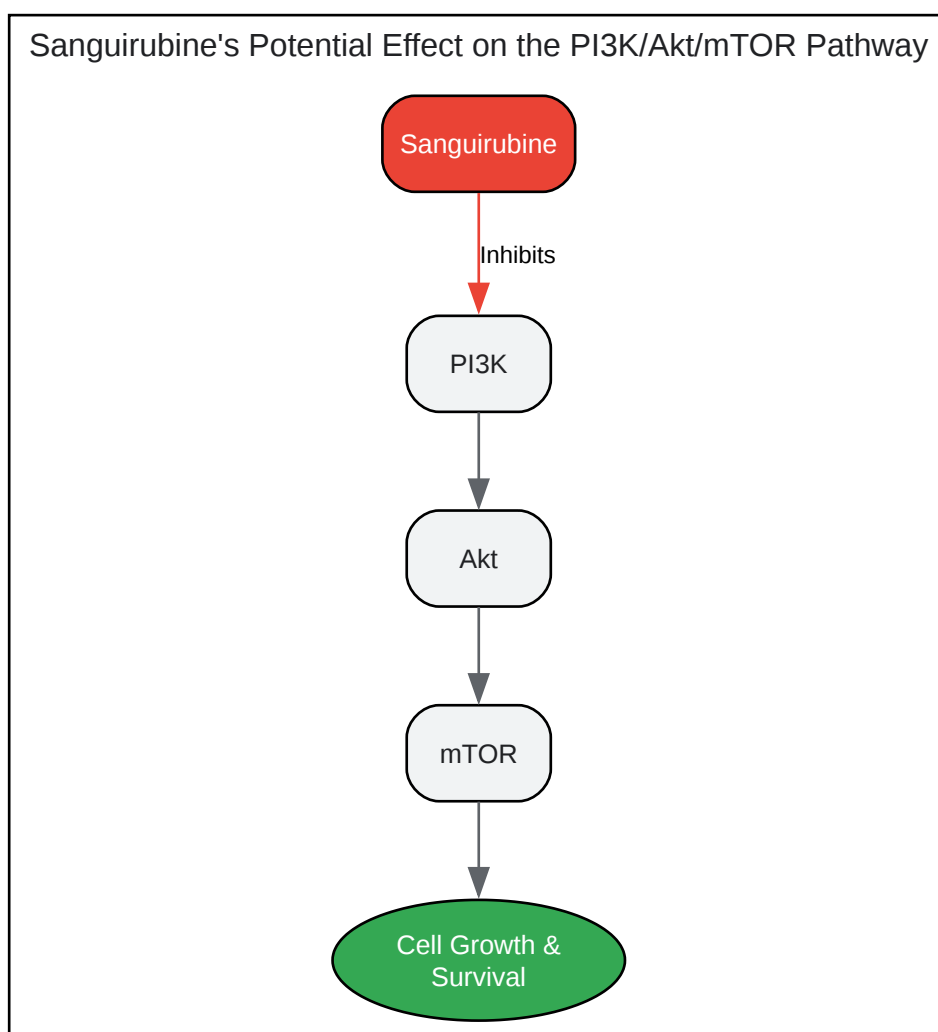 Sanguirubine's Potential Effect on the PI3K/Akt/mTOR Pathway
Sanguirubine
Inhibits
PI3K
Akt
mTOR
Cell Growth &
Survival